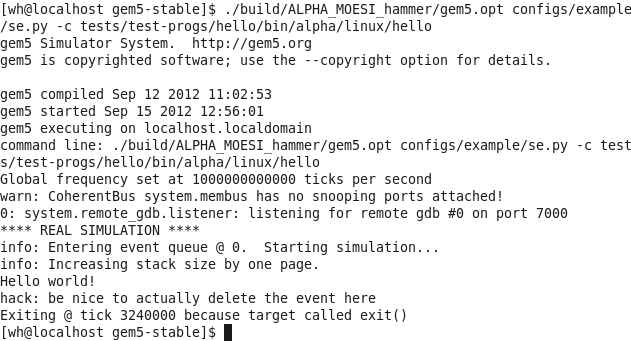 [wh@localhost gem5-stable]$ ./build/ALPHA_MOESI_hammer/gem5.opt configs/example
/se.py -c tests/test-progs/hello/bin/alpha/linux/hello
gem5 Simulator System.  http://gem5.org
gem5 is copyrighted software; use the --copyright option for details.

gem5 compiled Sep 12 2012 11:02:53
gem5 started Sep 15 2012 12:56:01
gem5 executing on localhost.localdomain
command line: ./build/ALPHA_MOESI_hammer/gem5.opt configs/example/se.py -c test
s/test-progs/hello/bin/alpha/linux/hello
Global frequency set at 1000000000000 ticks per second
warn: CoherentBus system.membus has no snooping ports attached!
0: system.remote_gdb.listener: listening for remote gdb #0 on port 7000
**** REAL SIMULATION ****
info: Entering event queue @ 0.  Starting simulation...
info: Increasing stack size by one page.
Hello world!
hack: be nice to actually delete the event here
Exiting @ tick 3240000 because target called exit()
[wh@localhost gem5-stable]$